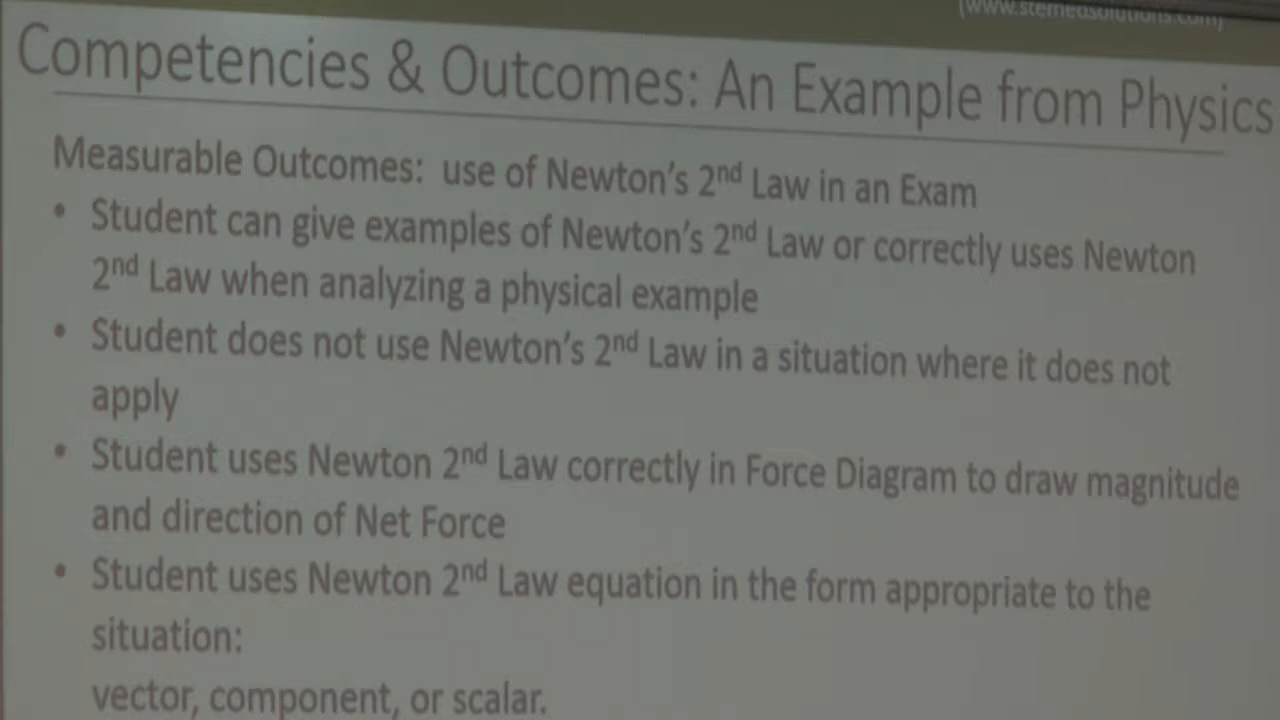 (www.stemedsolutions.com)
Competencies & Outcomes: An Example from Physics
Measurable Outcomes: use of Newton's 2nd Law in an Exam
• Student can give examples of Newton's 2nd Law or correctly uses Newton
2nd Law when analyzing a physical example
• Student does not use Newton's 2nd Law in a situation where it does not
apply
• Student uses Newton 2nd Law correctly in Force Diagram to draw magnitude
and direction of Net Force
• Student uses Newton 2nd Law equation in the form appropriate to the
situation:
vector, component, or scalar.